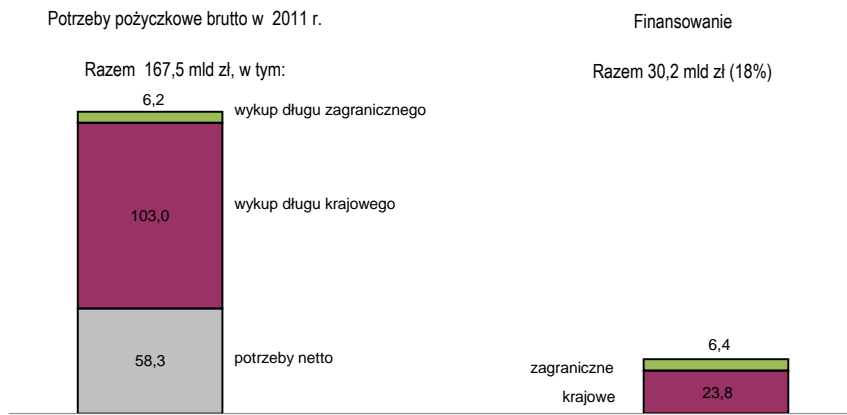 Potrzeby pożyczkowe brutto w 2011 r.
Razem 167,5 mld zł, w tym:
6,2
wykup długu zagranicznego
103,0
wykup długu krajowego
58,3
potrzeby netto
Finansowanie
Razem 30,2 mld zł (18%)
6,4
zagraniczne
krajowe
23,8